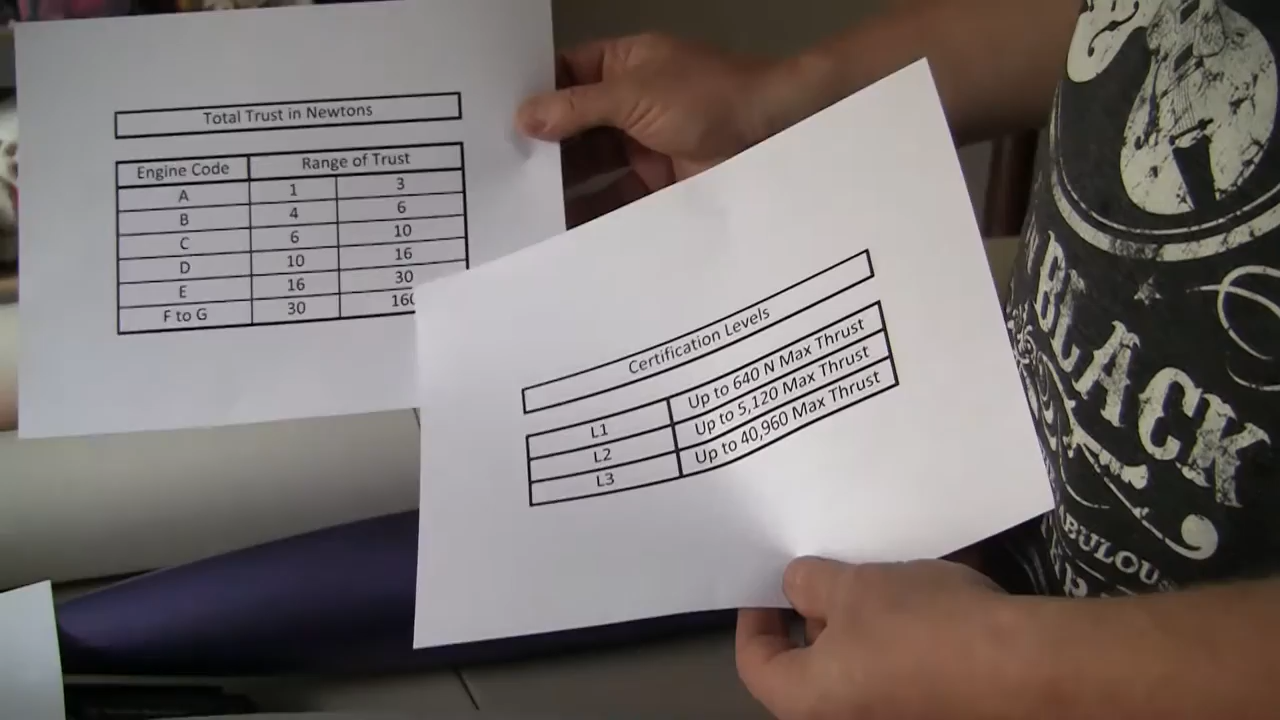 Total Trust in Newtons
Engine Code Range of Trust
A 1 3
B 4 6
C 6 10
D 10 16
E 16 30
F to G 30 160
Certification Levels
L1 Up to 640 N Max Thrust
L2 Up to 5,120 Max Thrust
L3 Up to 40,960 Max Thrust
BLACK